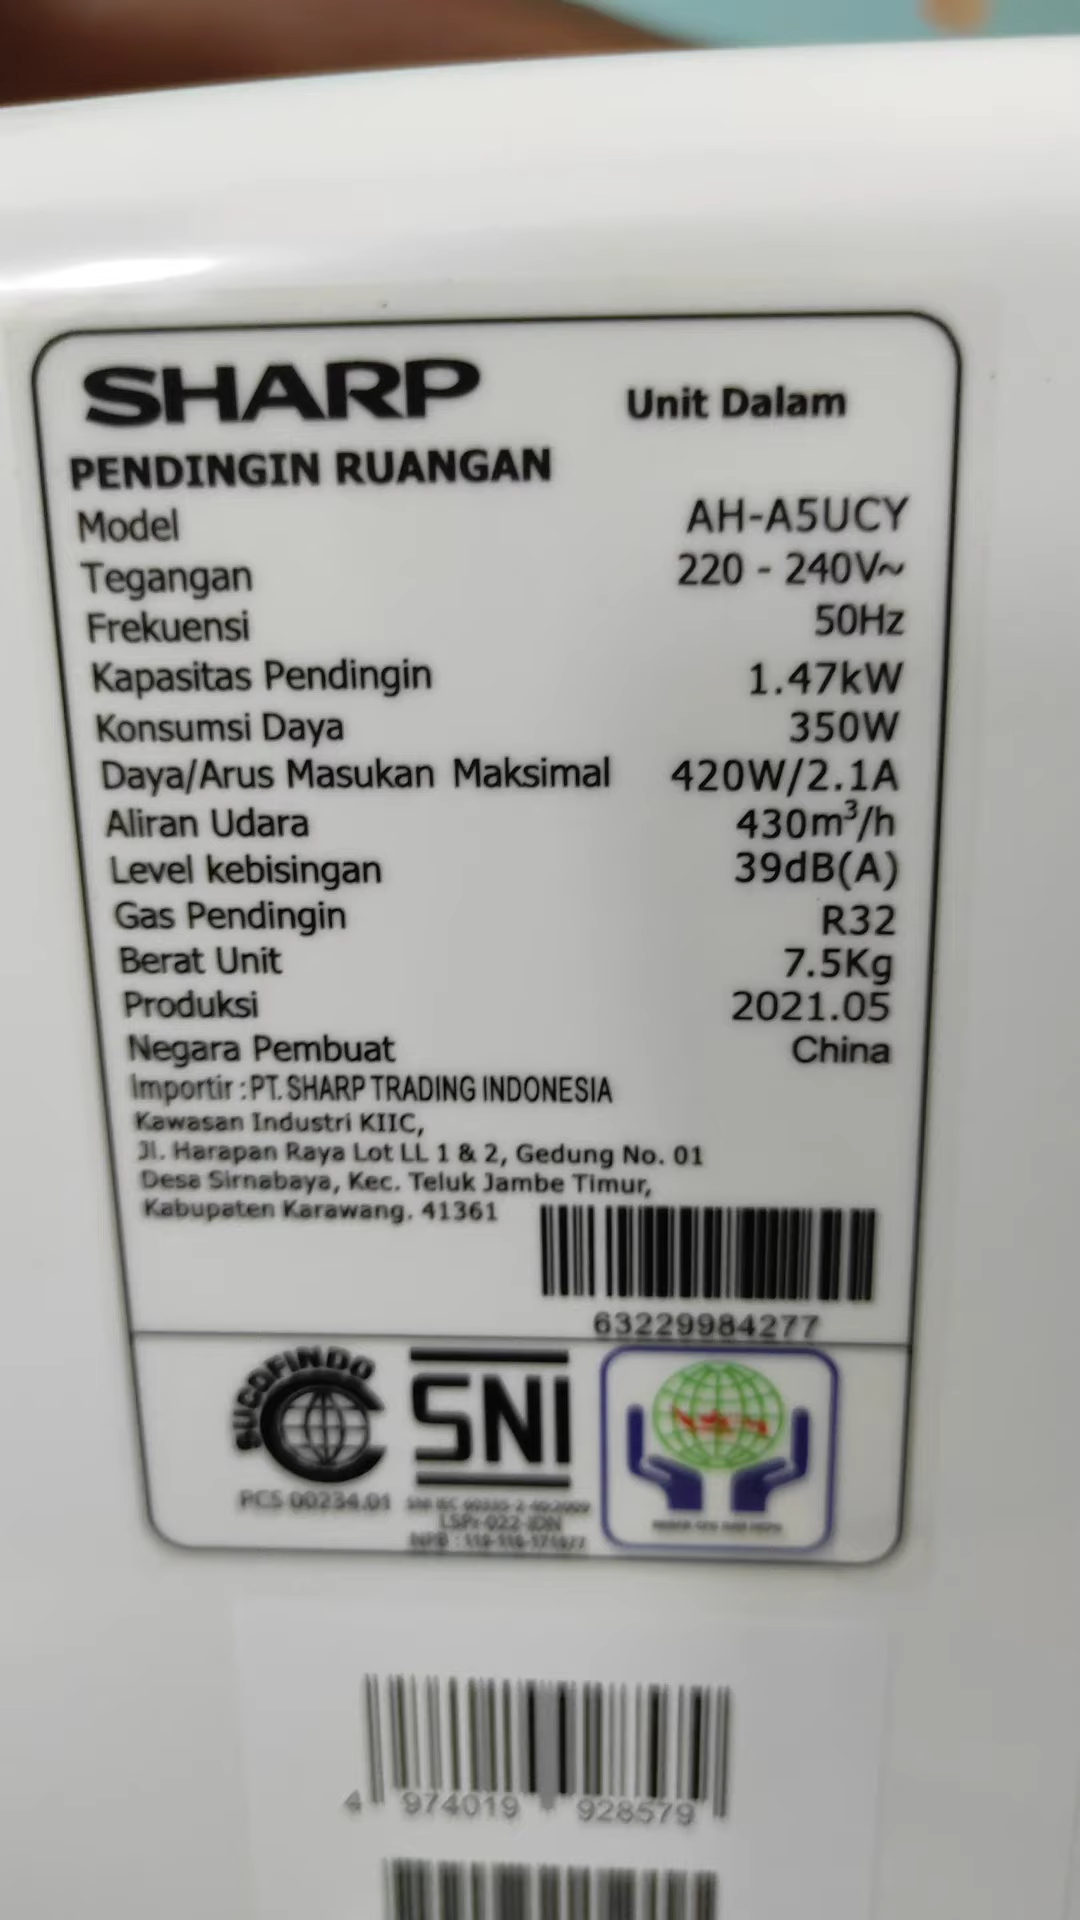 SHARP Unit Dalam
PENDINGIN RUANGAN
Model AH-A5UCY
Tegangan 220 - 240V~
Frekuensi 50Hz
Kapasitas Pendingin 1.47kW
Konsumsi Daya 350W
Daya/Arus Masukan Maksimal 420W/2.1A
Aliran Udara 430m³/h
Level kebisingan 39dB(A)
Gas Pendingin R32
Berat Unit 7.5Kg
Produksi 2021.05
Negara Pembuat China
Importir : PT. SHARP TRADING INDONESIA
Kawasan Industri KIIC,
Jl. Harapan Raya Lot LL 1 & 2, Gedung No. 01
Desa Sirnabaya, Kec. Teluk Jambe Timur,
Kabupaten Karawang. 41361
63229984277
SUCOFINDO
SNI
PCS 00234.01
LSPr-022-IDN
4 974019 928579